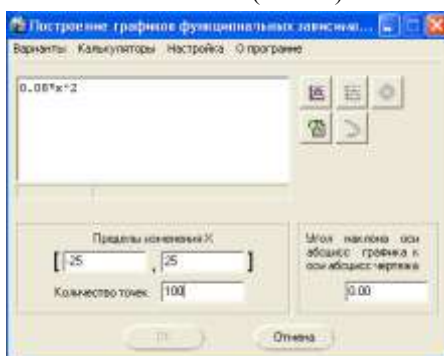 Построение графиков функциональных зависимо...
Варианты Калькуляторы Настройка О программе
0.08*x^2
Пределы изменения X
[ -25 , 25 ]
Количество точек 100
Угол наклона оси
абсцисс графика к
оси абсцисс чертежа
0.00
Отмена